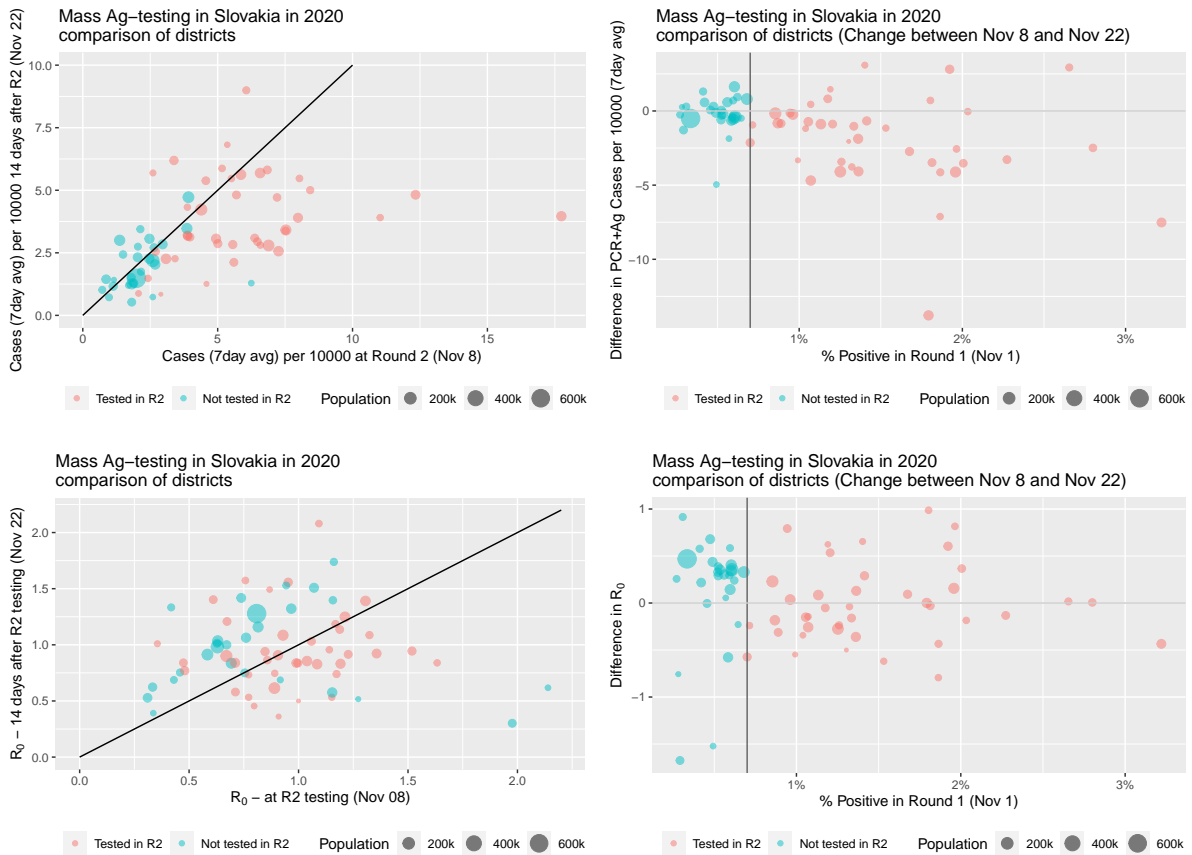 Mass Ag−testing in Slovakia in 2020
comparison of districts
Cases (7day avg) per 10000 14 days after R2 (Nov 22)
10.0
7.5
5.0
2.5
0.0
0
5
10
15
Cases (7day avg) per 10000 at Round 2 (Nov 8)
Tested in R2 Not tested in R2 Population 200k 400k 600k
Mass Ag−testing in Slovakia in 2020
comparison of districts (Change between Nov 8 and Nov 22)
Difference in PCR+Ag Cases per 10000 (7day avg)
0
−5
−10
1%
2%
3%
% Positive in Round 1 (Nov 1)
Tested in R2 Not tested in R2 Population 200k 400k 600k
Mass Ag−testing in Slovakia in 2020
comparison of districts
R₀ − 14 days after R2 testing (Nov 22)
2.0
1.5
1.0
0.5
0.0
0.0
0.5
1.0
1.5
2.0
R₀ − at R2 testing (Nov 08)
Tested in R2 Not tested in R2 Population 200k 400k 600k
Mass Ag−testing in Slovakia in 2020
comparison of districts (Change between Nov 8 and Nov 22)
Difference in R₀
1
0
−1
1%
2%
3%
% Positive in Round 1 (Nov 1)
Tested in R2 Not tested in R2 Population 200k 400k 600k